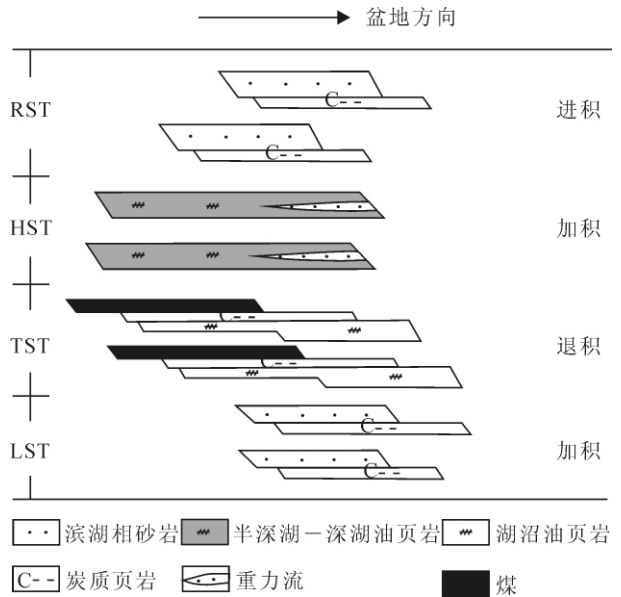 盆地方向
RST
进积
C--
C--
HST
加积
TST
退积
C--
C--
LST
加积
C--
C--
滨湖相砂岩 半深湖－深湖油页岩 湖沼油页岩
C-- 炭质页岩 重力流 煤